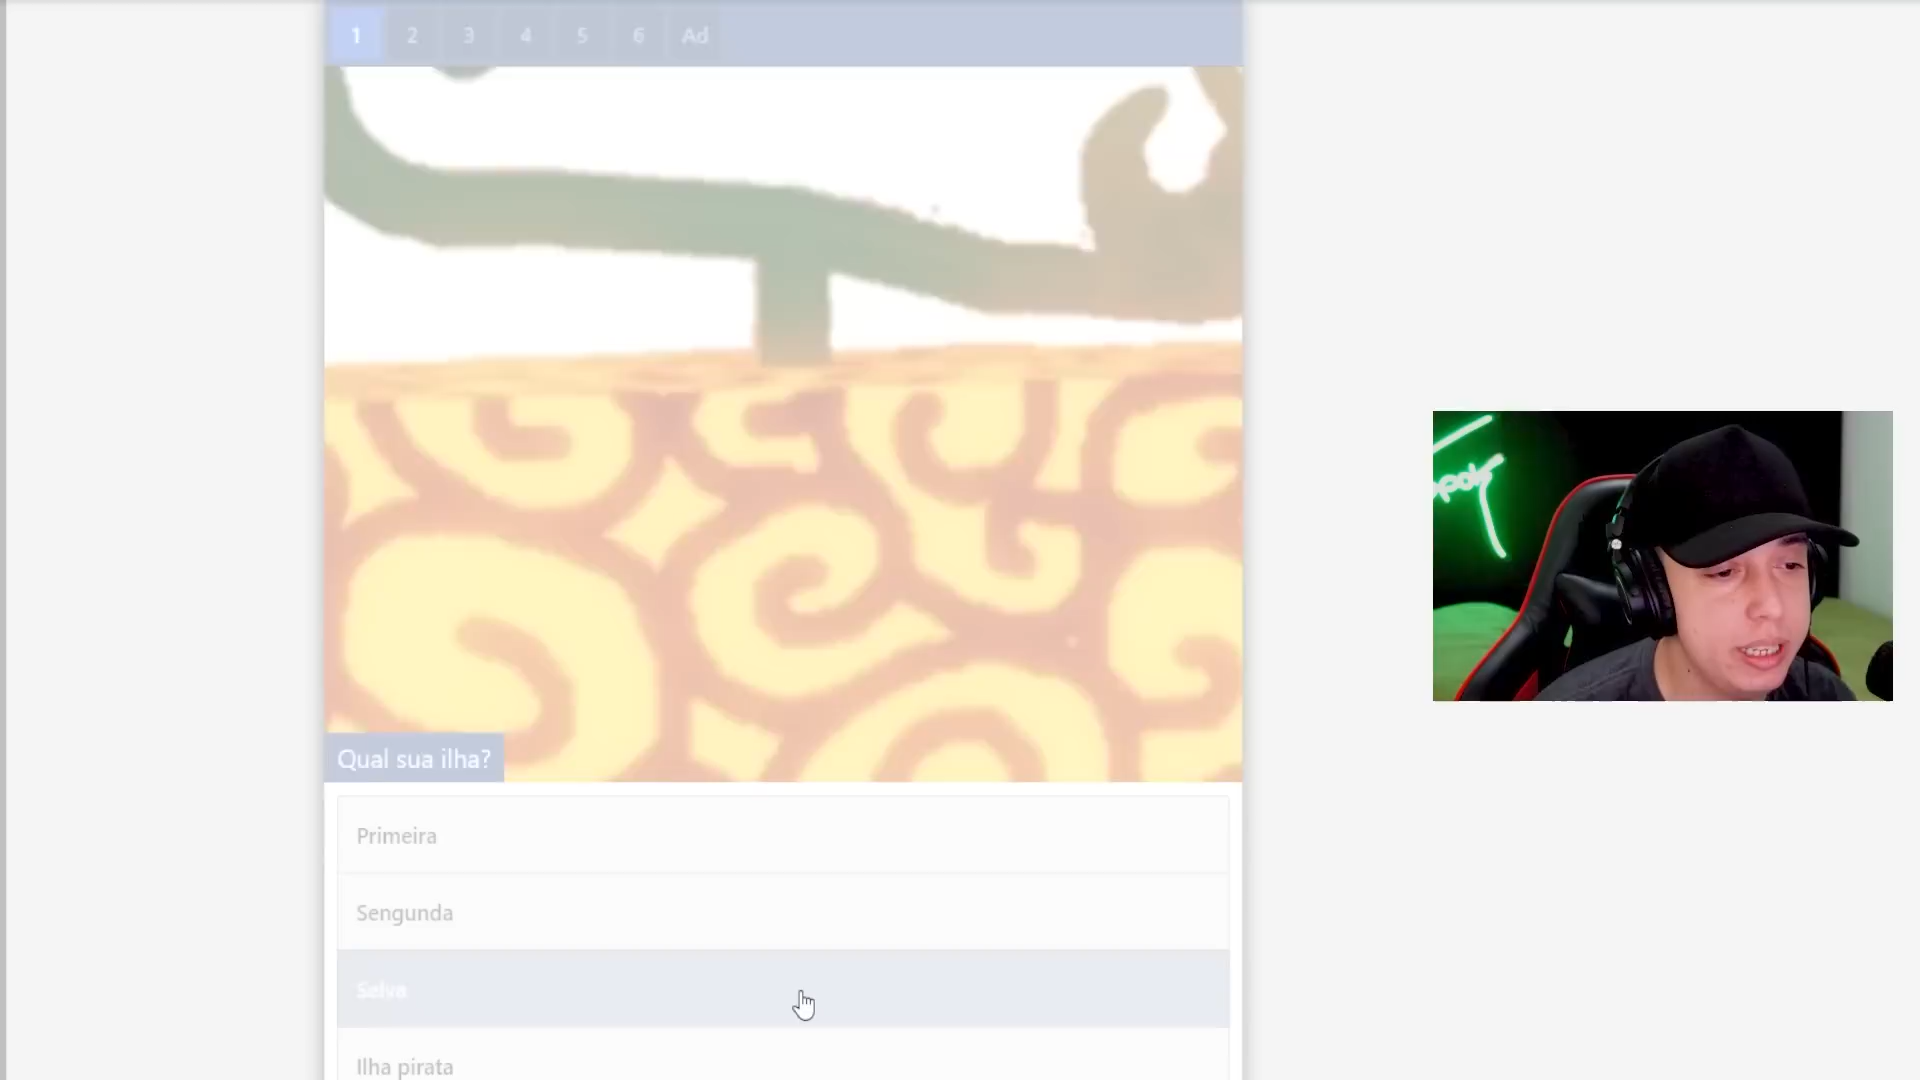 1 2 3 4 5 6 Ad
Qual sua ilha?
Primeira
Sengunda
Selva
Ilha pirata